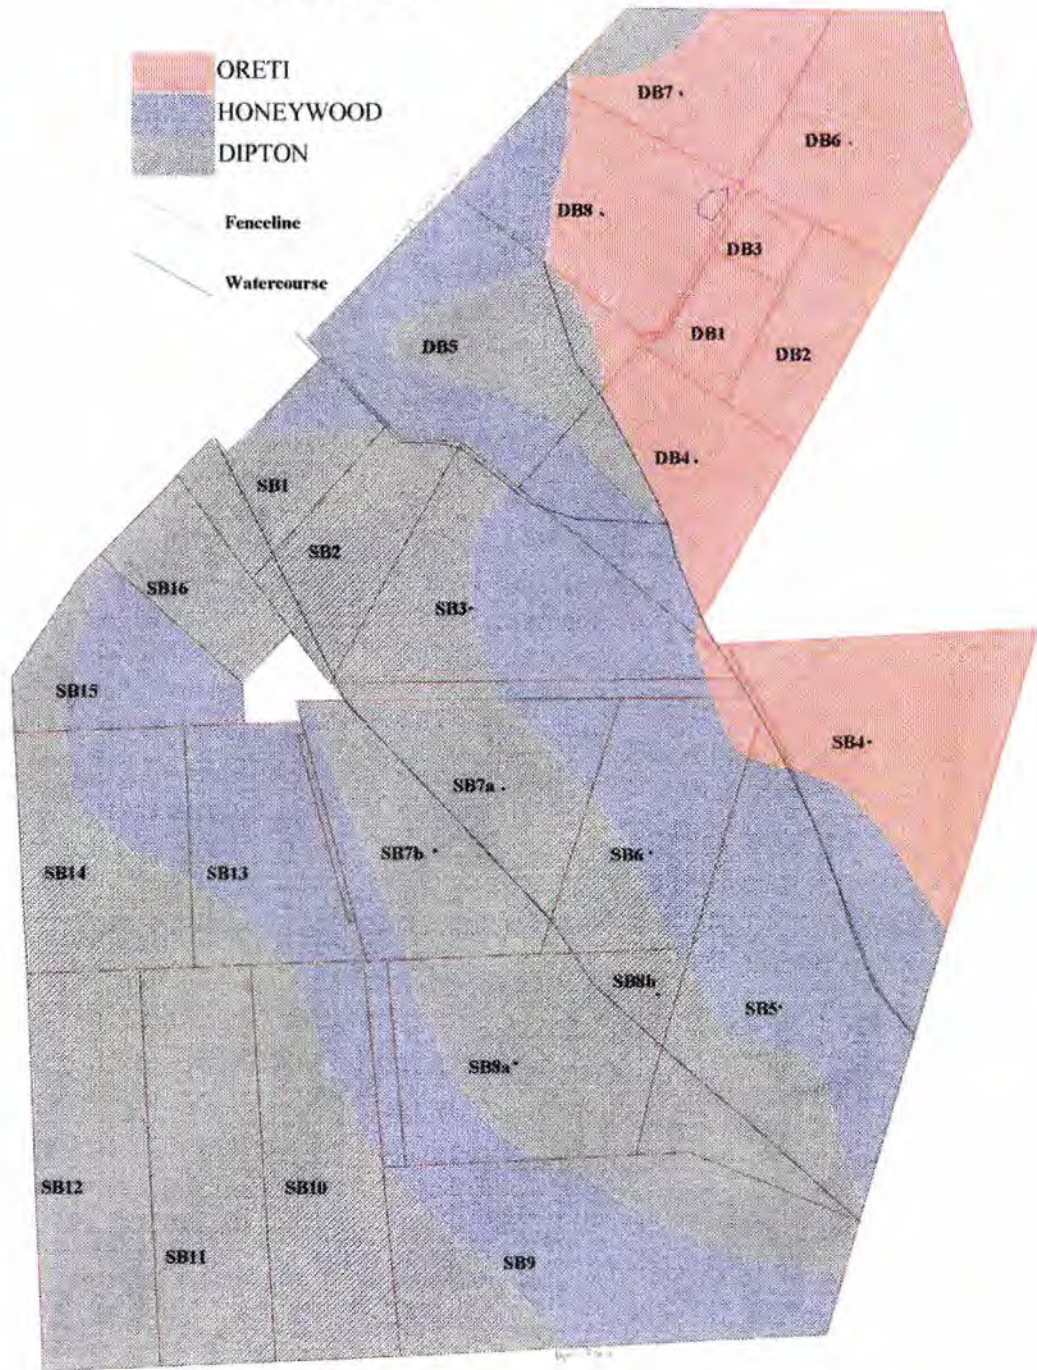 ORETI
HONEYWOOD
DIPTON
Fenceline
Watercourse
DB7
DB6
DB8
DB3
DB1
DB2
DB5
DB4
SB1
SB2
SB16
SB3
SB15
SB4
SB7a
SB7b
SB6
SB14
SB13
SB8b
SB5
SB8a
SB12
SB10
SB11
SB9